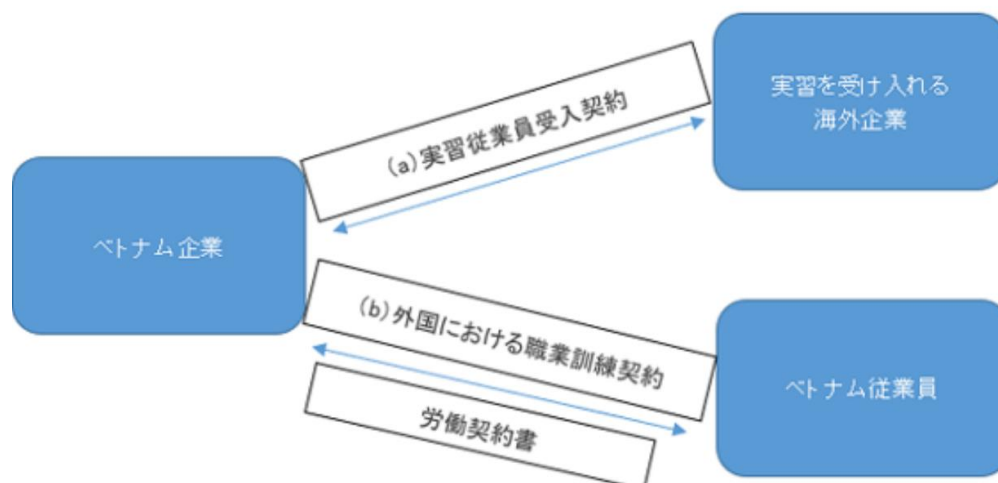 実習を受け入れる
海外企業
(a)実習従業員受入契約
ベトナム企業
(b)外国における職業訓練契約
ベトナム従業員
労働契約書